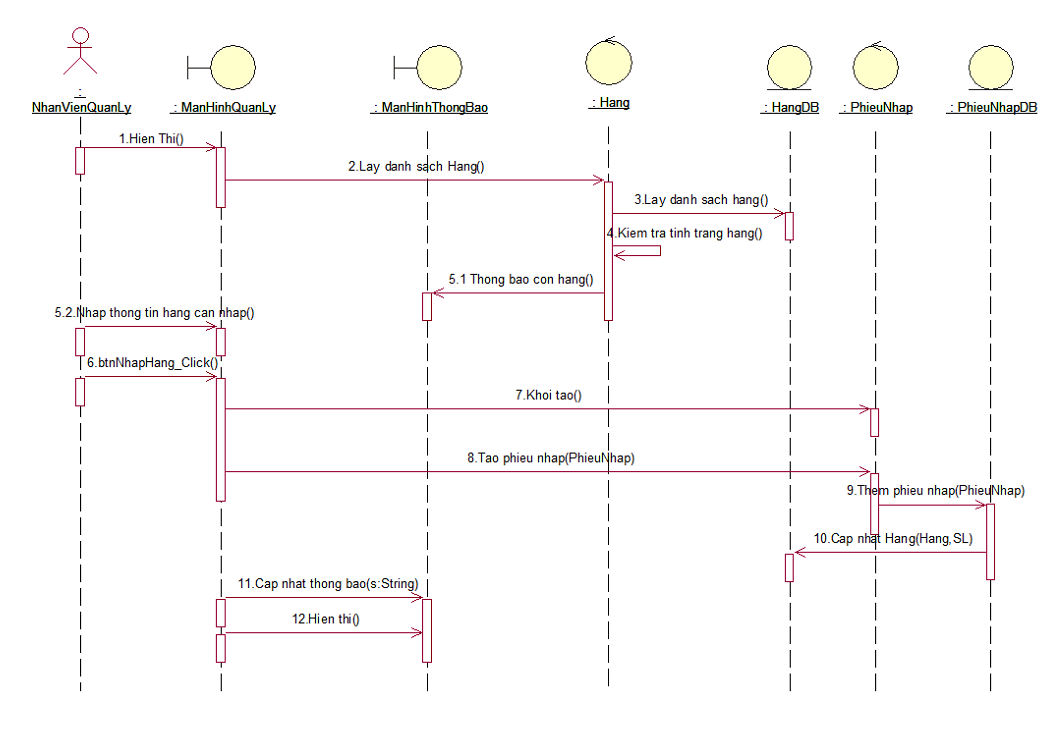 :
NhanVienQuanLy
: ManHinhQuanLy
: ManHinhThongBao
: Hang
: HangDB
: PhieuNhap
: PhieuNhapDB
1.Hien Thi()
2.Lay danh sach Hang()
3.Lay danh sach hang()
4.Kiem tra tinh trang hang()
5.1 Thong bao con hang()
5.2.Nhap thong tin hang can nhap()
6.btnNhapHang_Click()
7.Khoi tao()
8.Tao phieu nhap(PhieuNhap)
9.Them phieu nhap(PhieuNhap)
10.Cap nhat Hang(Hang,SL)
11.Cap nhat thong bao(s:String)
12.Hien thi()